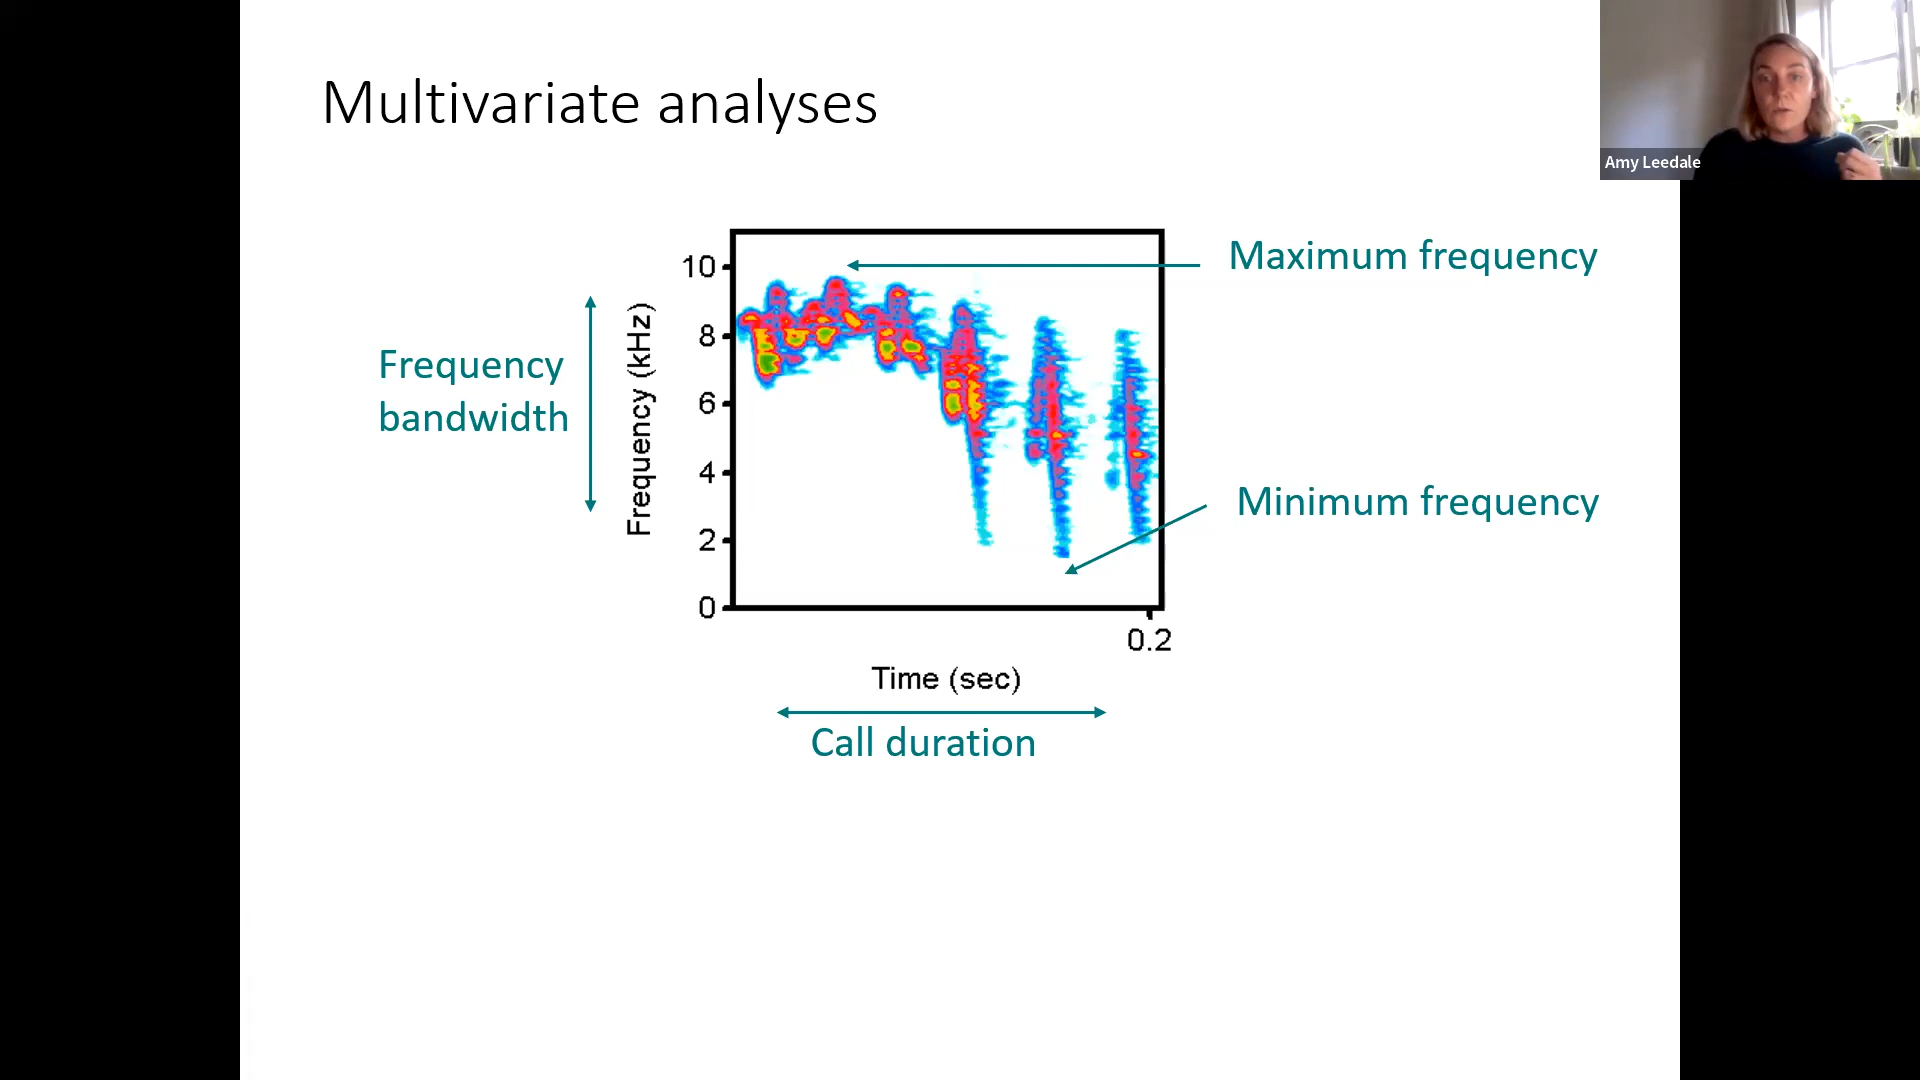 Multivariate analyses
Amy Leedale
Maximum frequency
10
8
6
4
2
0
Frequency (kHz)
Frequency
bandwidth
Minimum frequency
0.2
Time (sec)
Call duration